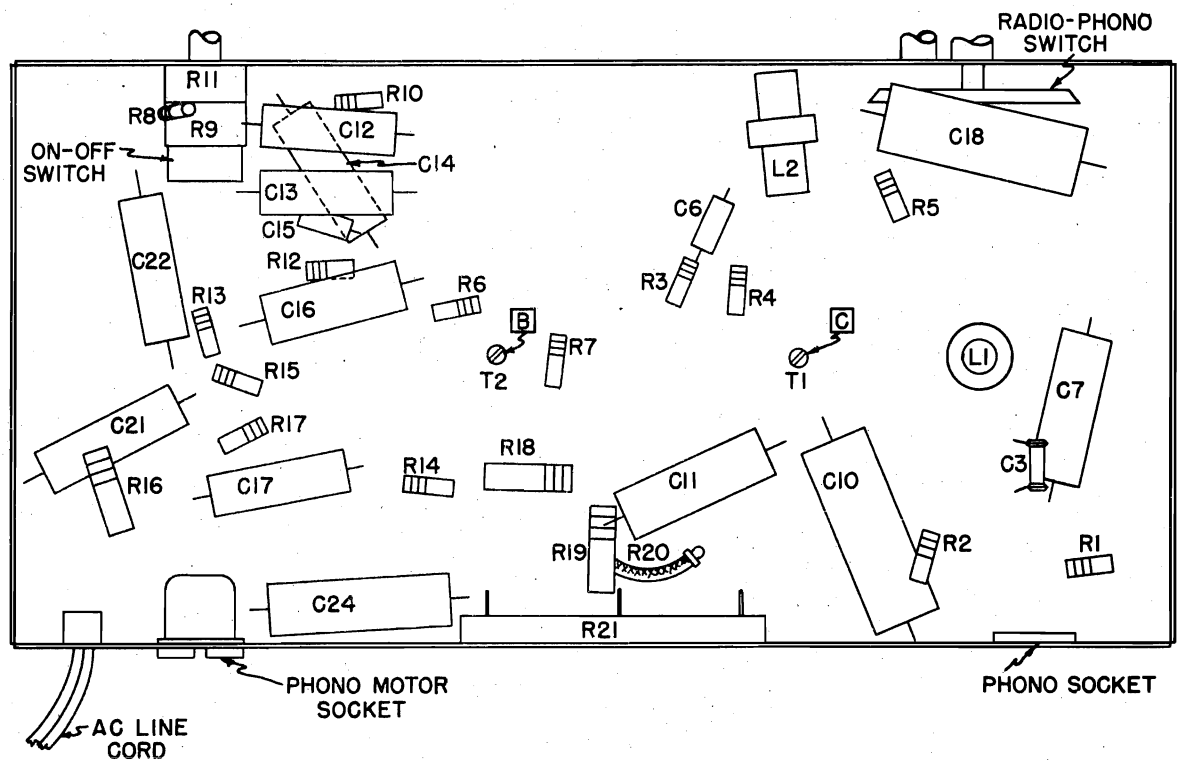 RADIO-PHONO
SWITCH
R11
R10
R8
R9
C12
C18
ON-OFF
SWITCH
C14
L2
C13
R5
C6
C15
C22
R12
R3
R4
R6
R13
C16
B
C
R7
L1
T2
T1
R15
C7
C21
R17
R18
C3
R14
C11
C10
R16
C17
R19
R20
R2
R1
C24
R21
PHONO MOTOR
SOCKET
PHONO SOCKET
AC LINE
CORD